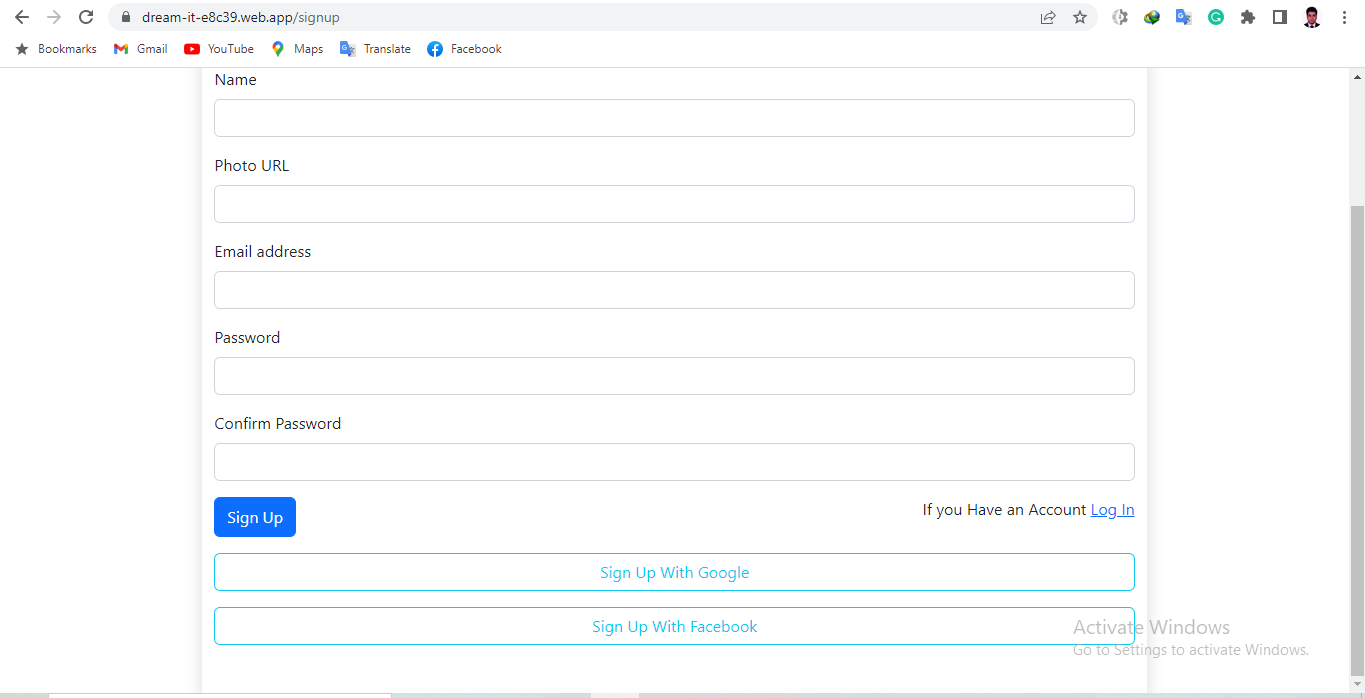 dream-it-e8c39.web.app/signup
Bookmarks Gmail YouTube Maps Translate Facebook
Name
Photo URL
Email address
Password
Confirm Password
Sign Up
If you Have an Account Log In
Sign Up With Google
Sign Up With Facebook
Activate Windows
Go to Settings to activate Windows.